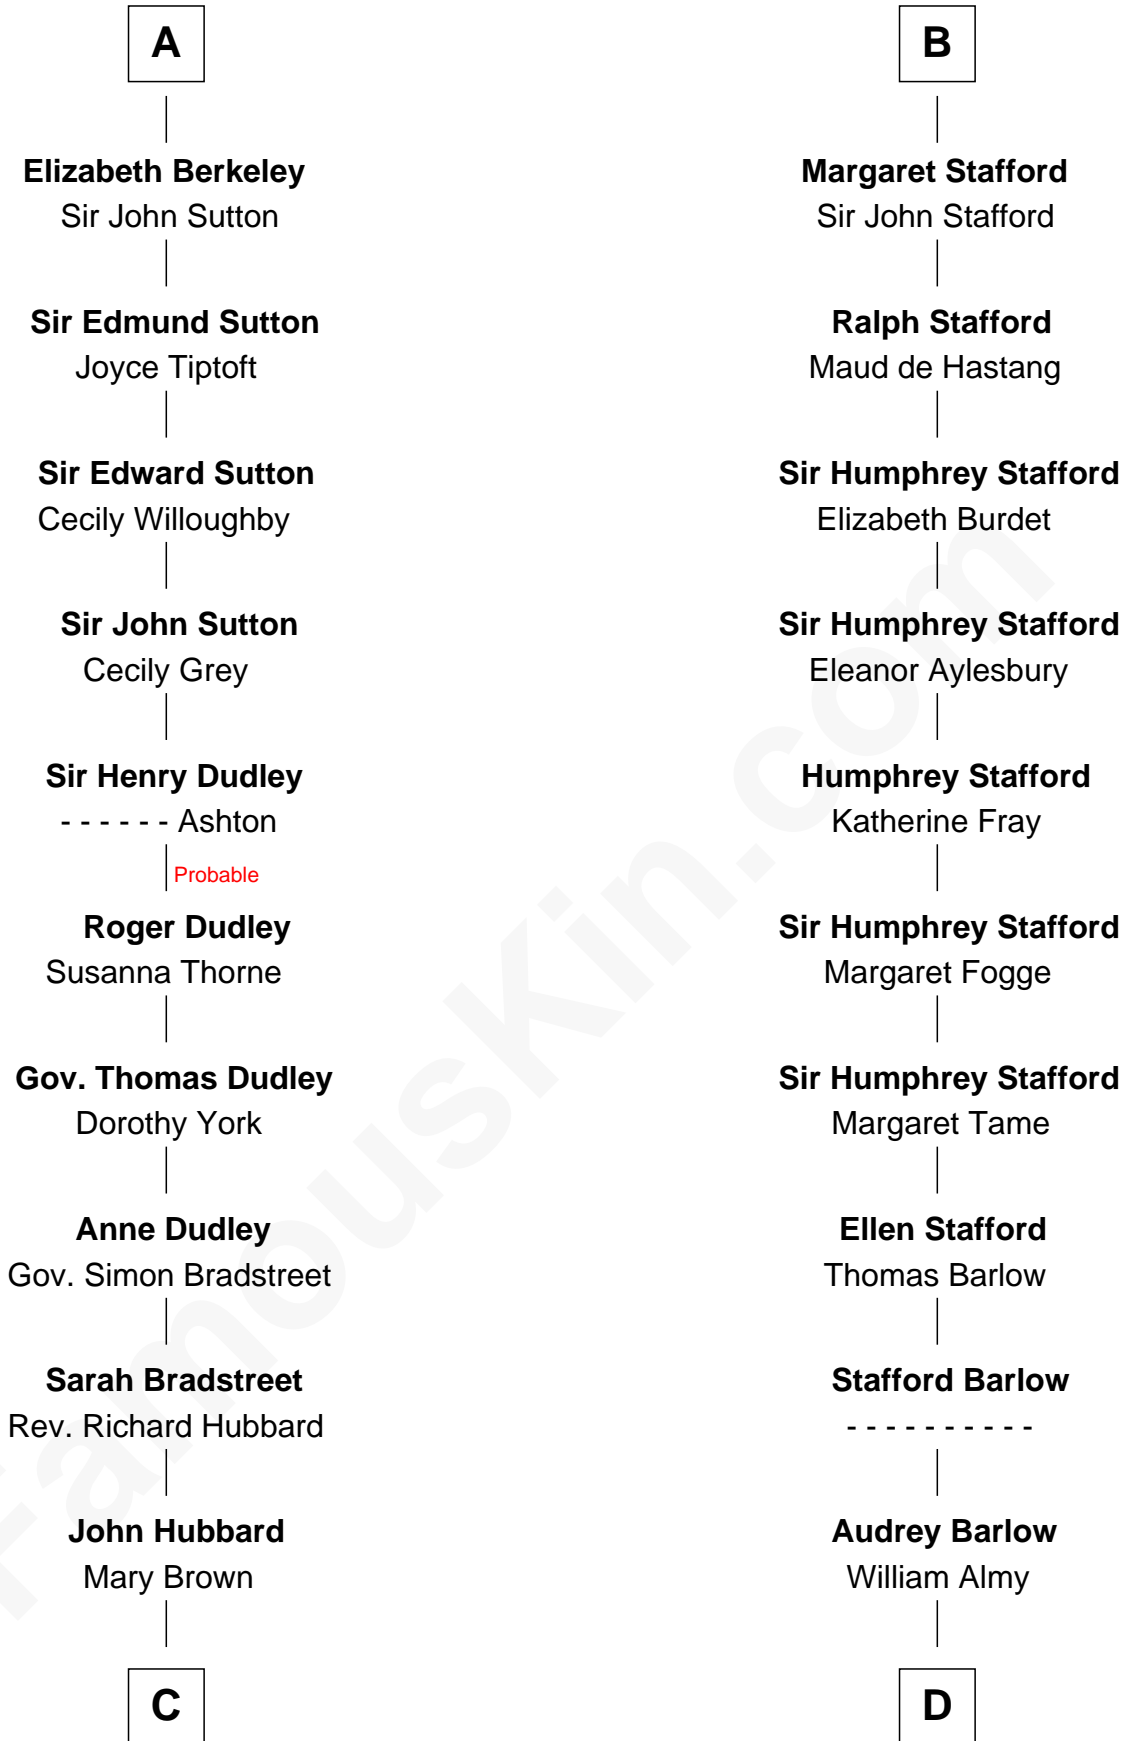 A
Elizabeth Berkeley
Sir John Sutton
Sir Edmund Sutton
Joyce Tiptoft
Sir Edward Sutton
Cecily Willoughby
Sir John Sutton
Cecily Grey
Sir Henry Dudley
- - - - - - Ashton
Probable
Roger Dudley
Susanna Thorne
Gov. Thomas Dudley
Dorothy York
Anne Dudley
Gov. Simon Bradstreet
Sarah Bradstreet
Rev. Richard Hubbard
John Hubbard
Mary Brown
C
B
Margaret Stafford
Sir John Stafford
Ralph Stafford
Maud de Hastang
Sir Humphrey Stafford
Elizabeth Burdet
Sir Humphrey Stafford
Eleanor Aylesbury
Humphrey Stafford
Katherine Fray
Sir Humphrey Stafford
Margaret Fogge
Sir Humphrey Stafford
Margaret Tame
Ellen Stafford
Thomas Barlow
Stafford Barlow
- - - - - - - - - -
Audrey Barlow
William Almy
D
FamousKin.com